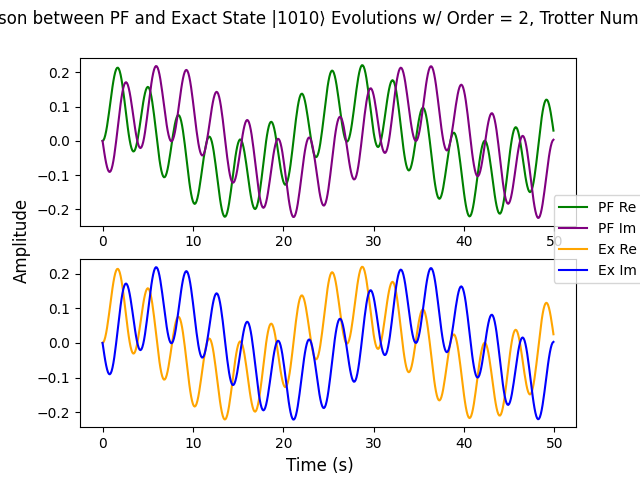 son between PF and Exact State |1010⟩ Evolutions w/ Order = 2, Trotter Num
0.2
0.1
0.0
−0.1
−0.2
0 10 20 30 40 50
PF Re
PF Im
Ex Re
Ex Im
Amplitude
0.2
0.1
0.0
−0.1
−0.2
0 10 20 30 40 50
Time (s)